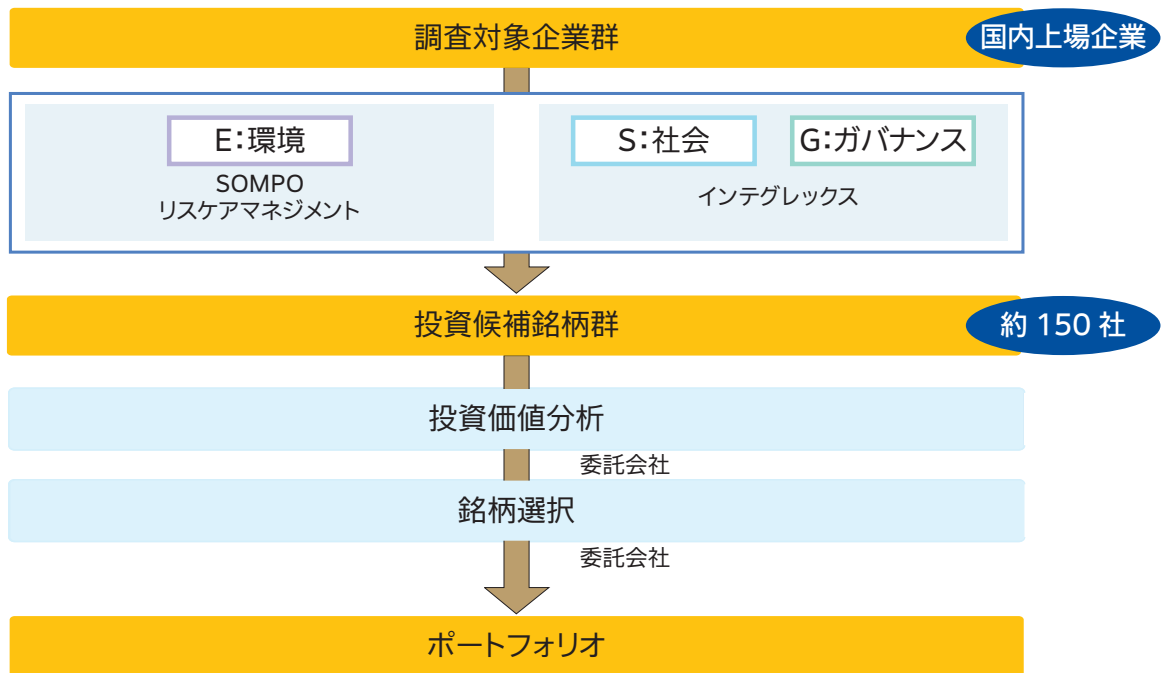 調査対象企業群
国内上場企業
E:環境
SOMPO
リスケアマネジメント
S:社会
G:ガバナンス
インテグレックス
投資候補銘柄群
約150社
投資価値分析
委託会社
銘柄選択
委託会社
ポートフォリオ